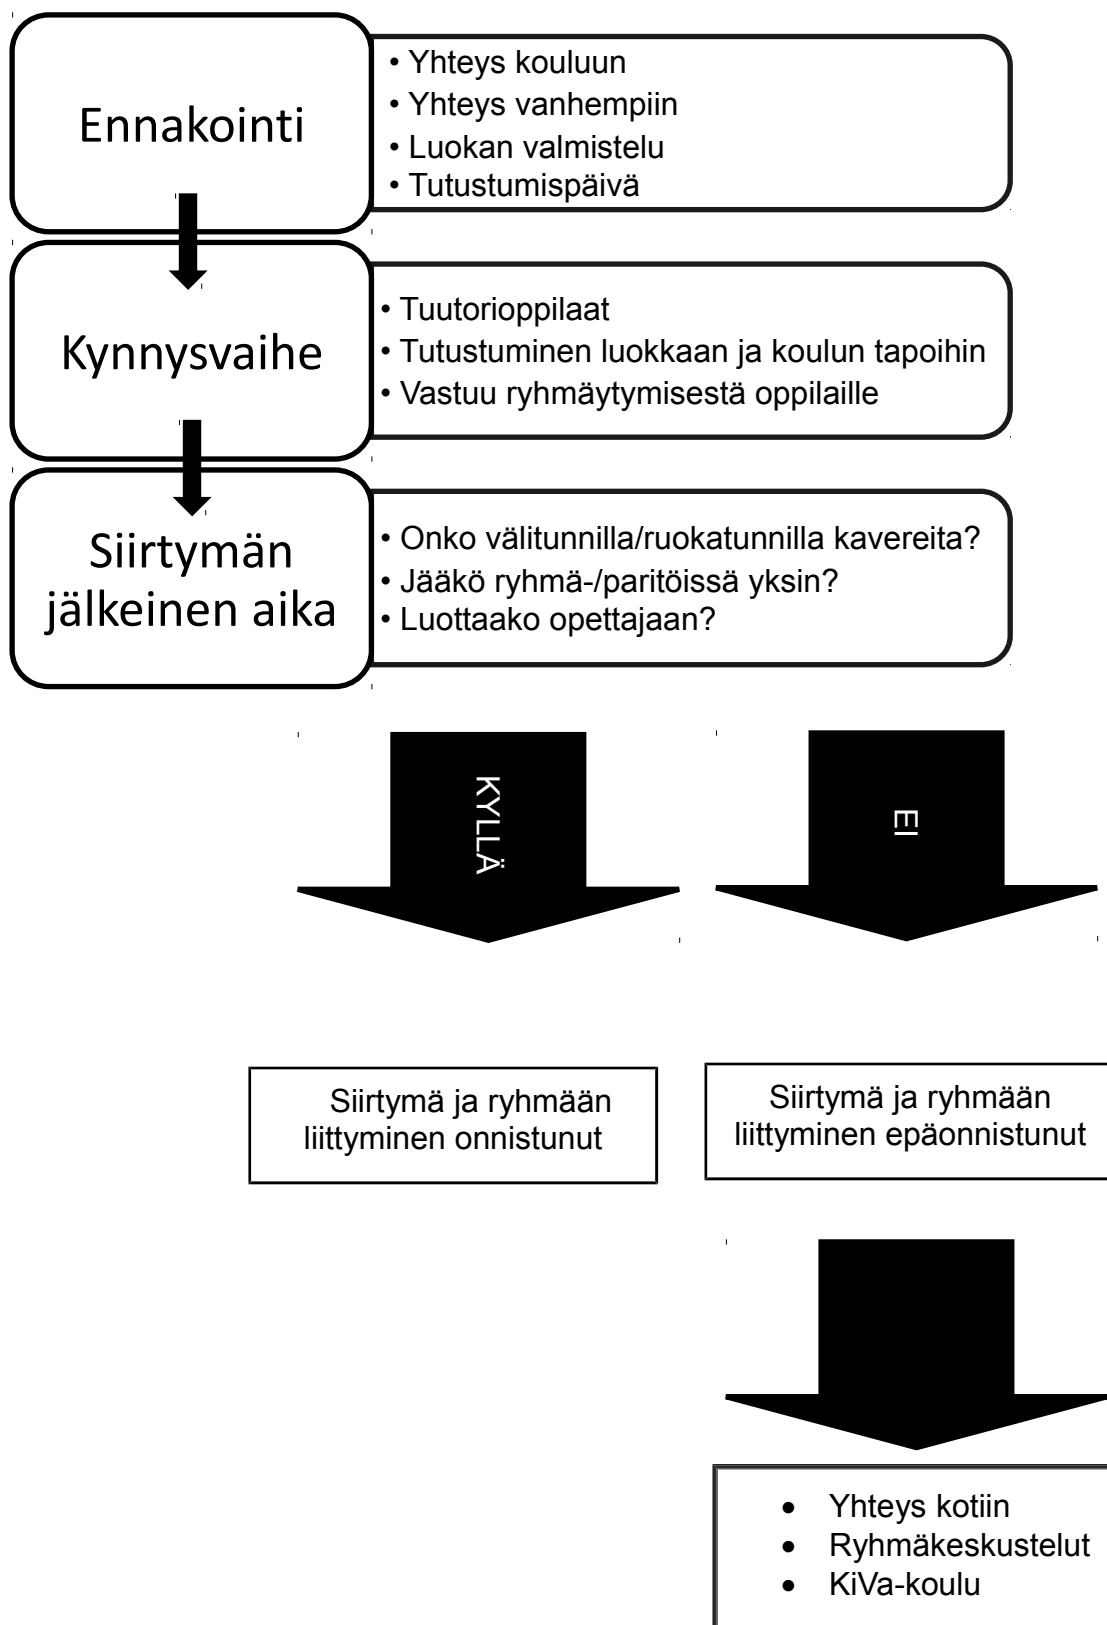 Ennakointi
• Yhteys kouluun
• Yhteys vanhempiin
• Luokan valmistelu
• Tutustumispäivä
Kynnysvaihe
• Tuutorioppilaat
• Tutustuminen luokkaan ja koulun tapoihin
• Vastuu ryhmäytymisestä oppilaille
Siirtymän
jälkeinen aika
• Onko välitunnilla/ruokatunnilla kavereita?
• Jääkö ryhmä-/paritöissä yksin?
• Luottaako opettajaan?
KYLLÄ
EI
Siirtymä ja ryhmään
liittyminen onnistunut
Siirtymä ja ryhmään
liittyminen epäonnistunut
• Yhteys kotiin
• Ryhmäkeskustelut
• KiVa-koulu